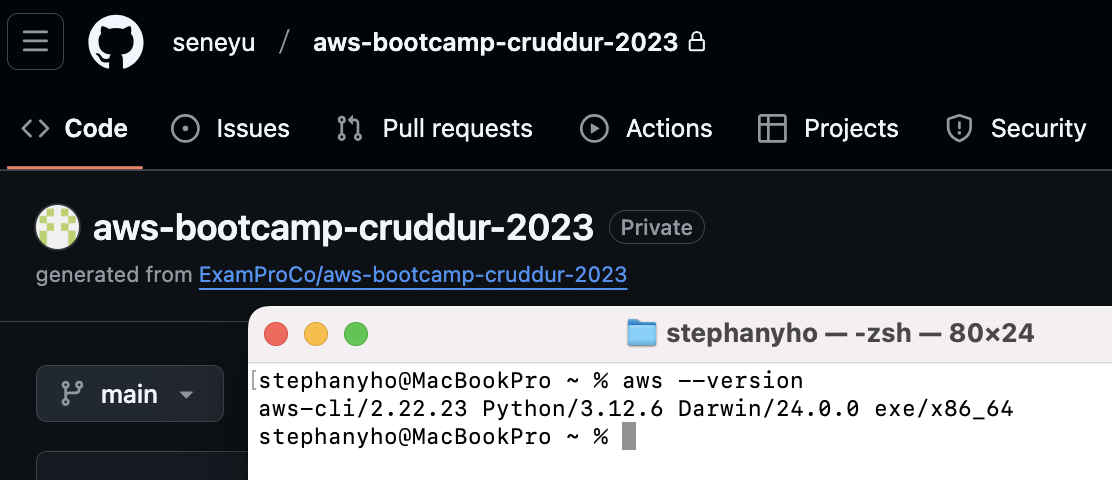 seneyu / aws-bootcamp-cruddur-2023
Code Issues Pull requests Actions Projects Security
aws-bootcamp-cruddur-2023 Private
generated from ExamProCo/aws-bootcamp-cruddur-2023
main
stephanyho — -zsh — 80×24
[stephanyho@MacBookPro ~ % aws --version
aws-cli/2.22.23 Python/3.12.6 Darwin/24.0.0 exe/x86_64
stephanyho@MacBookPro ~ %